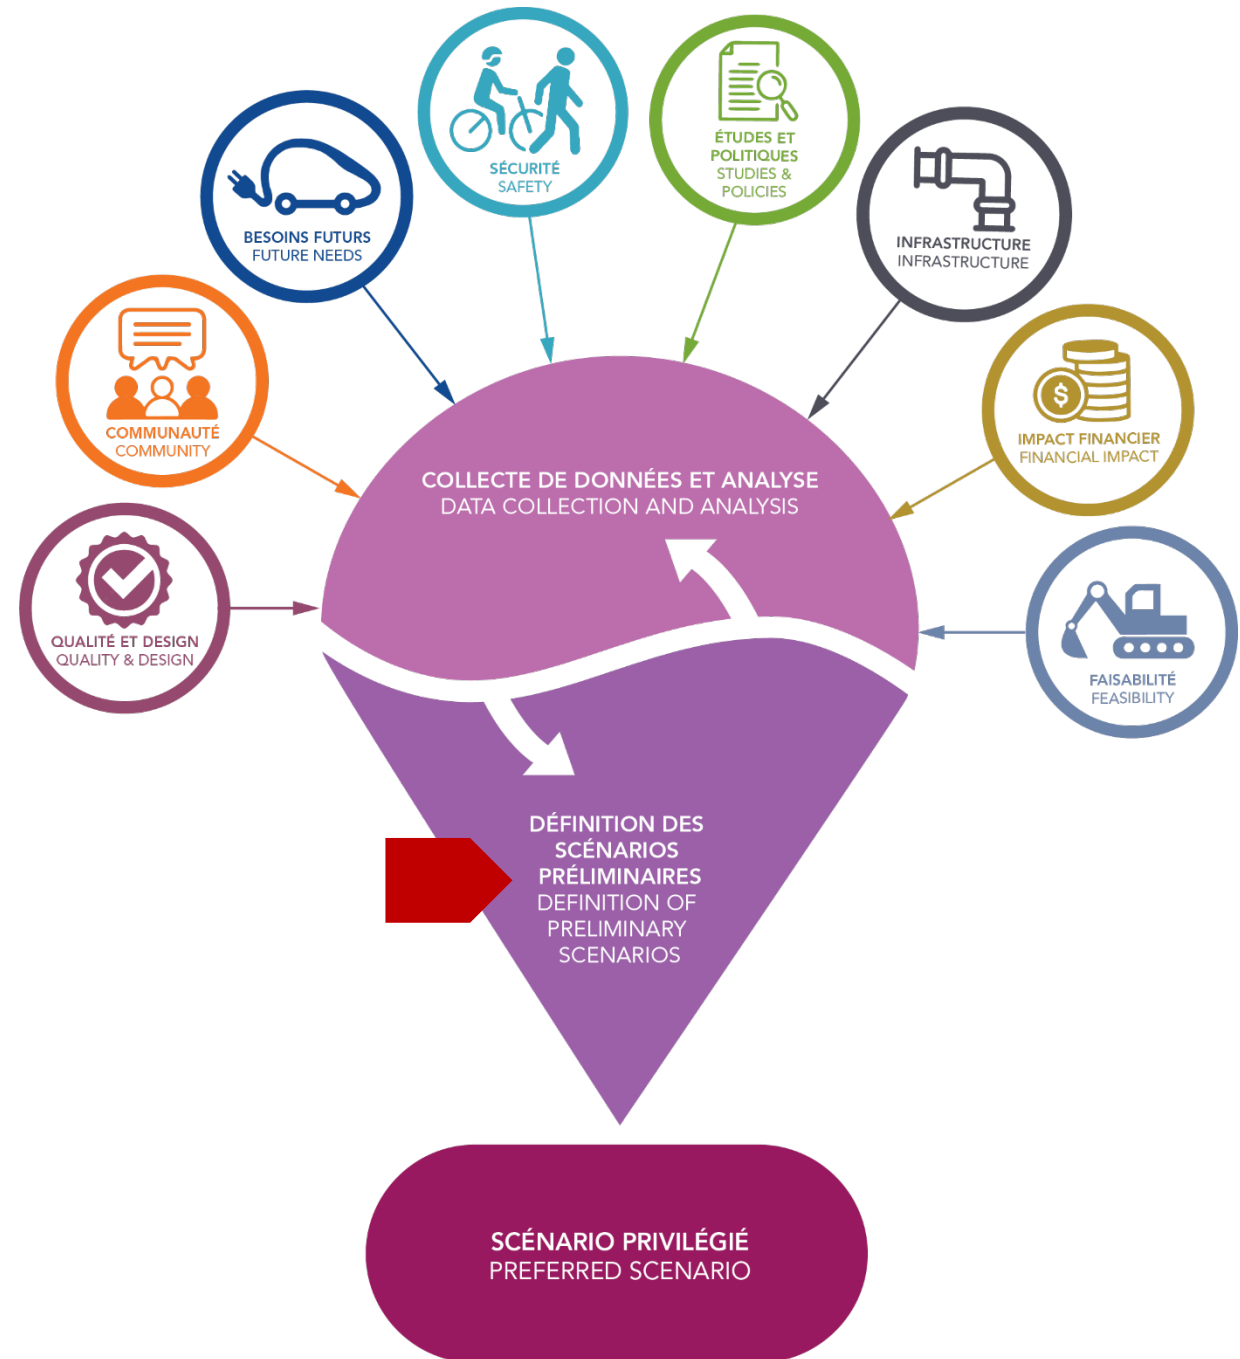 SÉCURITÉ
SAFETY
ÉTUDES ET
POLITIQUES
STUDIES &
POLICIES
BESOINS FUTURS
FUTURE NEEDS
INFRASTRUCTURE
INFRASTRUCTURE
COMMUNAUTÉ
COMMUNITY
$
IMPACT FINANCIER
FINANCIAL IMPACT
COLLECTE DE DONNÉES ET ANALYSE
DATA COLLECTION AND ANALYSIS
QUALITÉ ET DESIGN
QUALITY & DESIGN
FAISABILITÉ
FEASIBILITY
DÉFINITION DES
SCÉNARIOS
PRÉLIMINAIRES
DEFINITION OF
PRELIMINARY
SCENARIOS
SCÉNARIO PRIVILÉGIÉ
PREFERRED SCENARIO